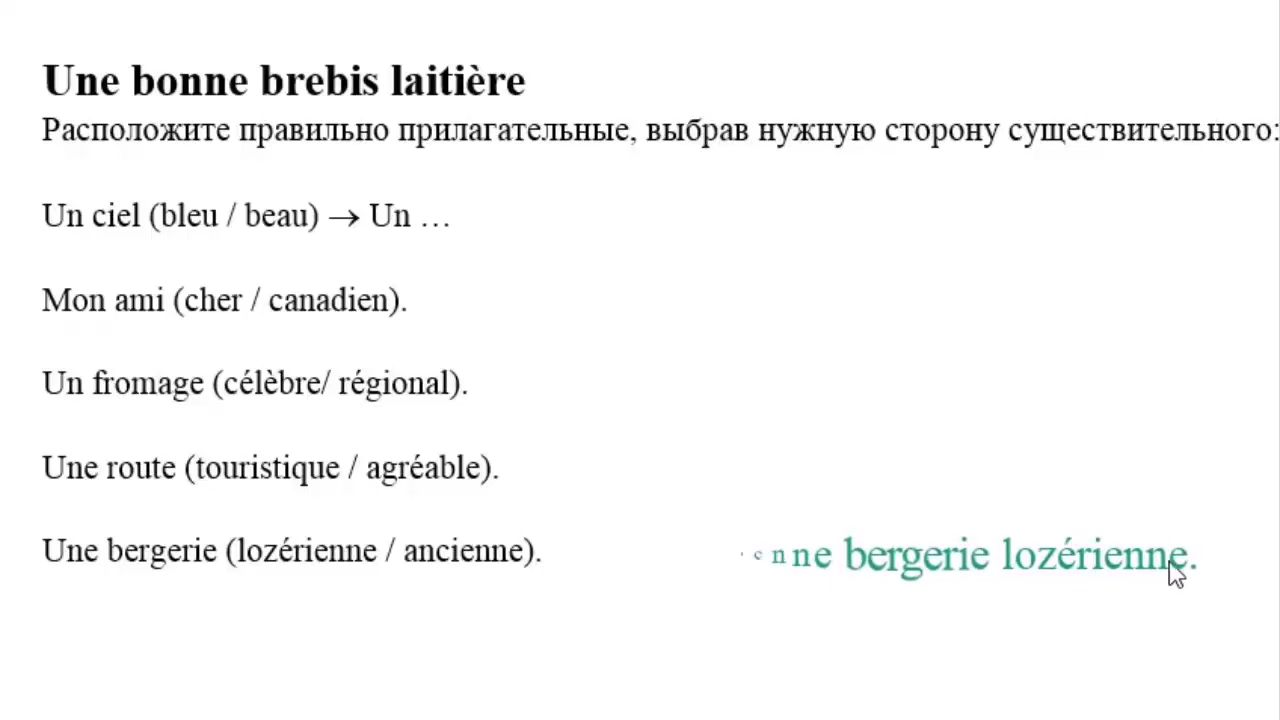 Une bonne brebis laitière
Расположите правильно прилагательные, выбрав нужную сторону существительного:
Un ciel (bleu / beau) → Un …
Mon ami (cher / canadien).
Un fromage (célèbre/ régional).
Une route (touristique / agréable).
Une bergerie (lozérienne / ancienne).
bergerie lozérienne.